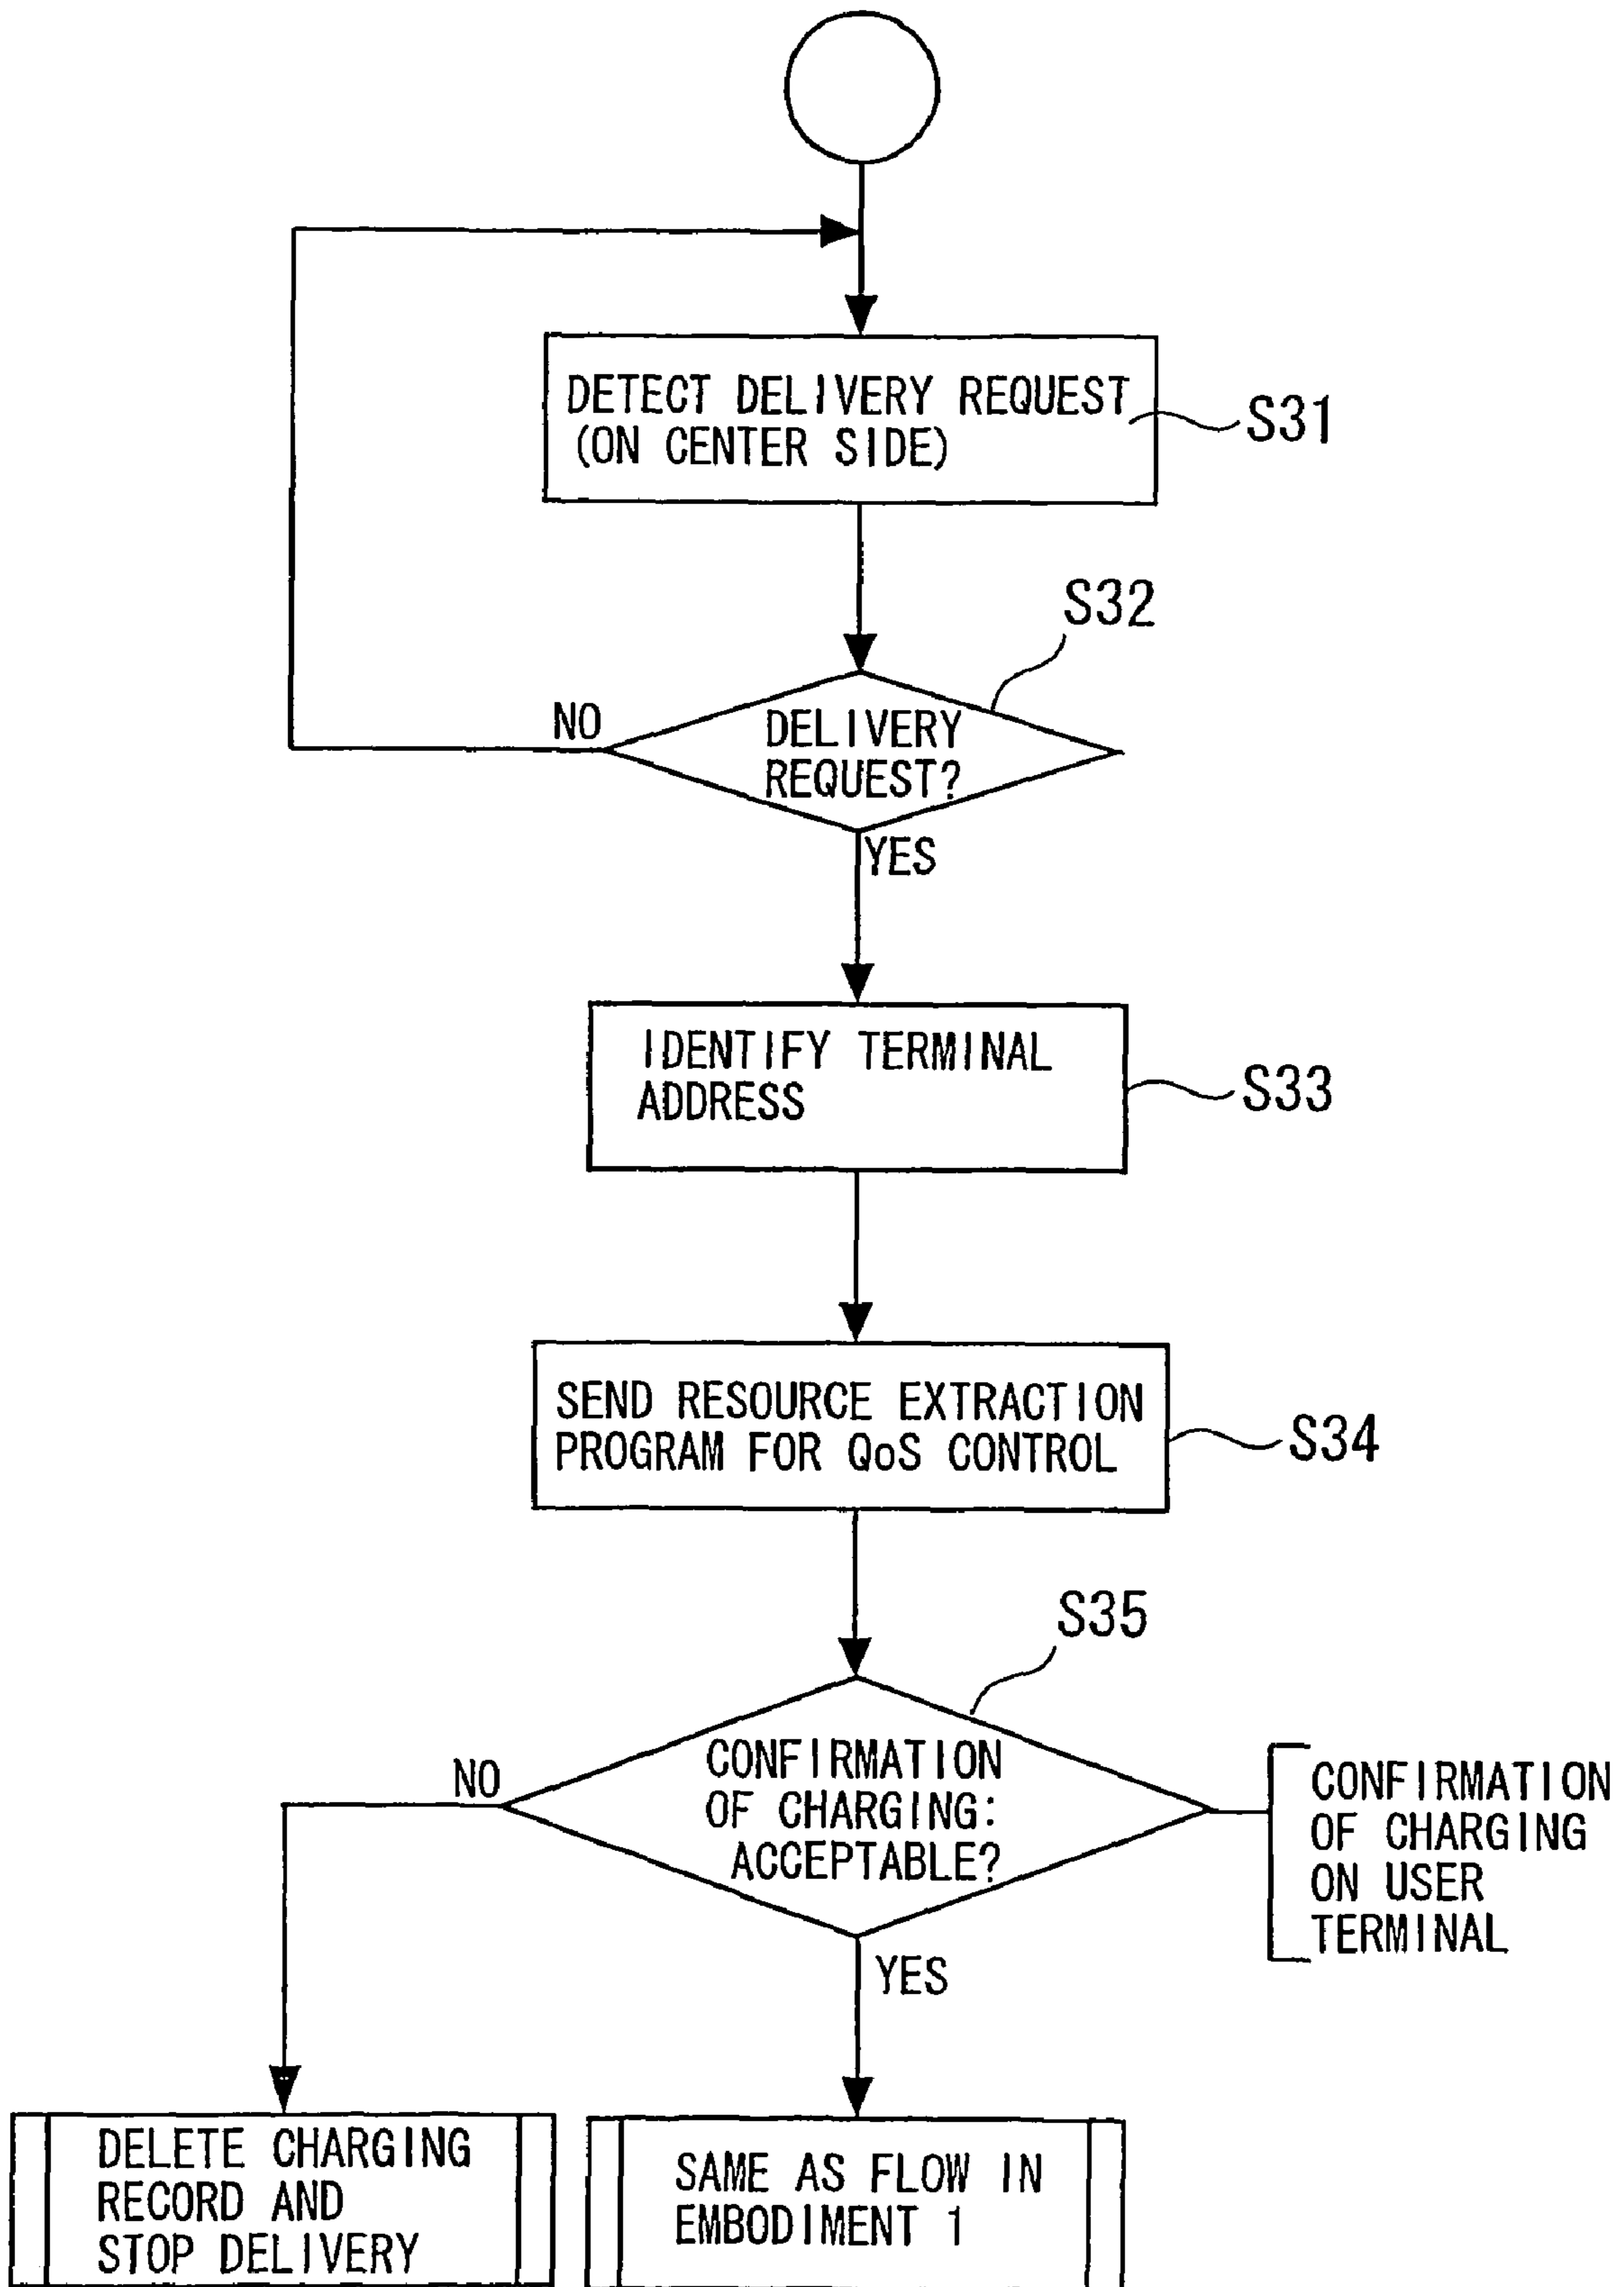 DETECT DELIVERY REQUEST
(ON CENTER SIDE)
S31
S32
NO
DELIVERY
REQUEST?
YES
IDENTIFY TERMINAL
ADDRESS
S33
SEND RESOURCE EXTRACTION
PROGRAM FOR QoS CONTROL
S34
S35
NO
CONFIRMATION
OF CHARGING:
ACCEPTABLE?
CONFIRMATION
OF CHARGING
ON USER
TERMINAL
YES
DELETE CHARGING
RECORD AND
STOP DELIVERY
SAME AS FLOW IN
EMBODIMENT 1